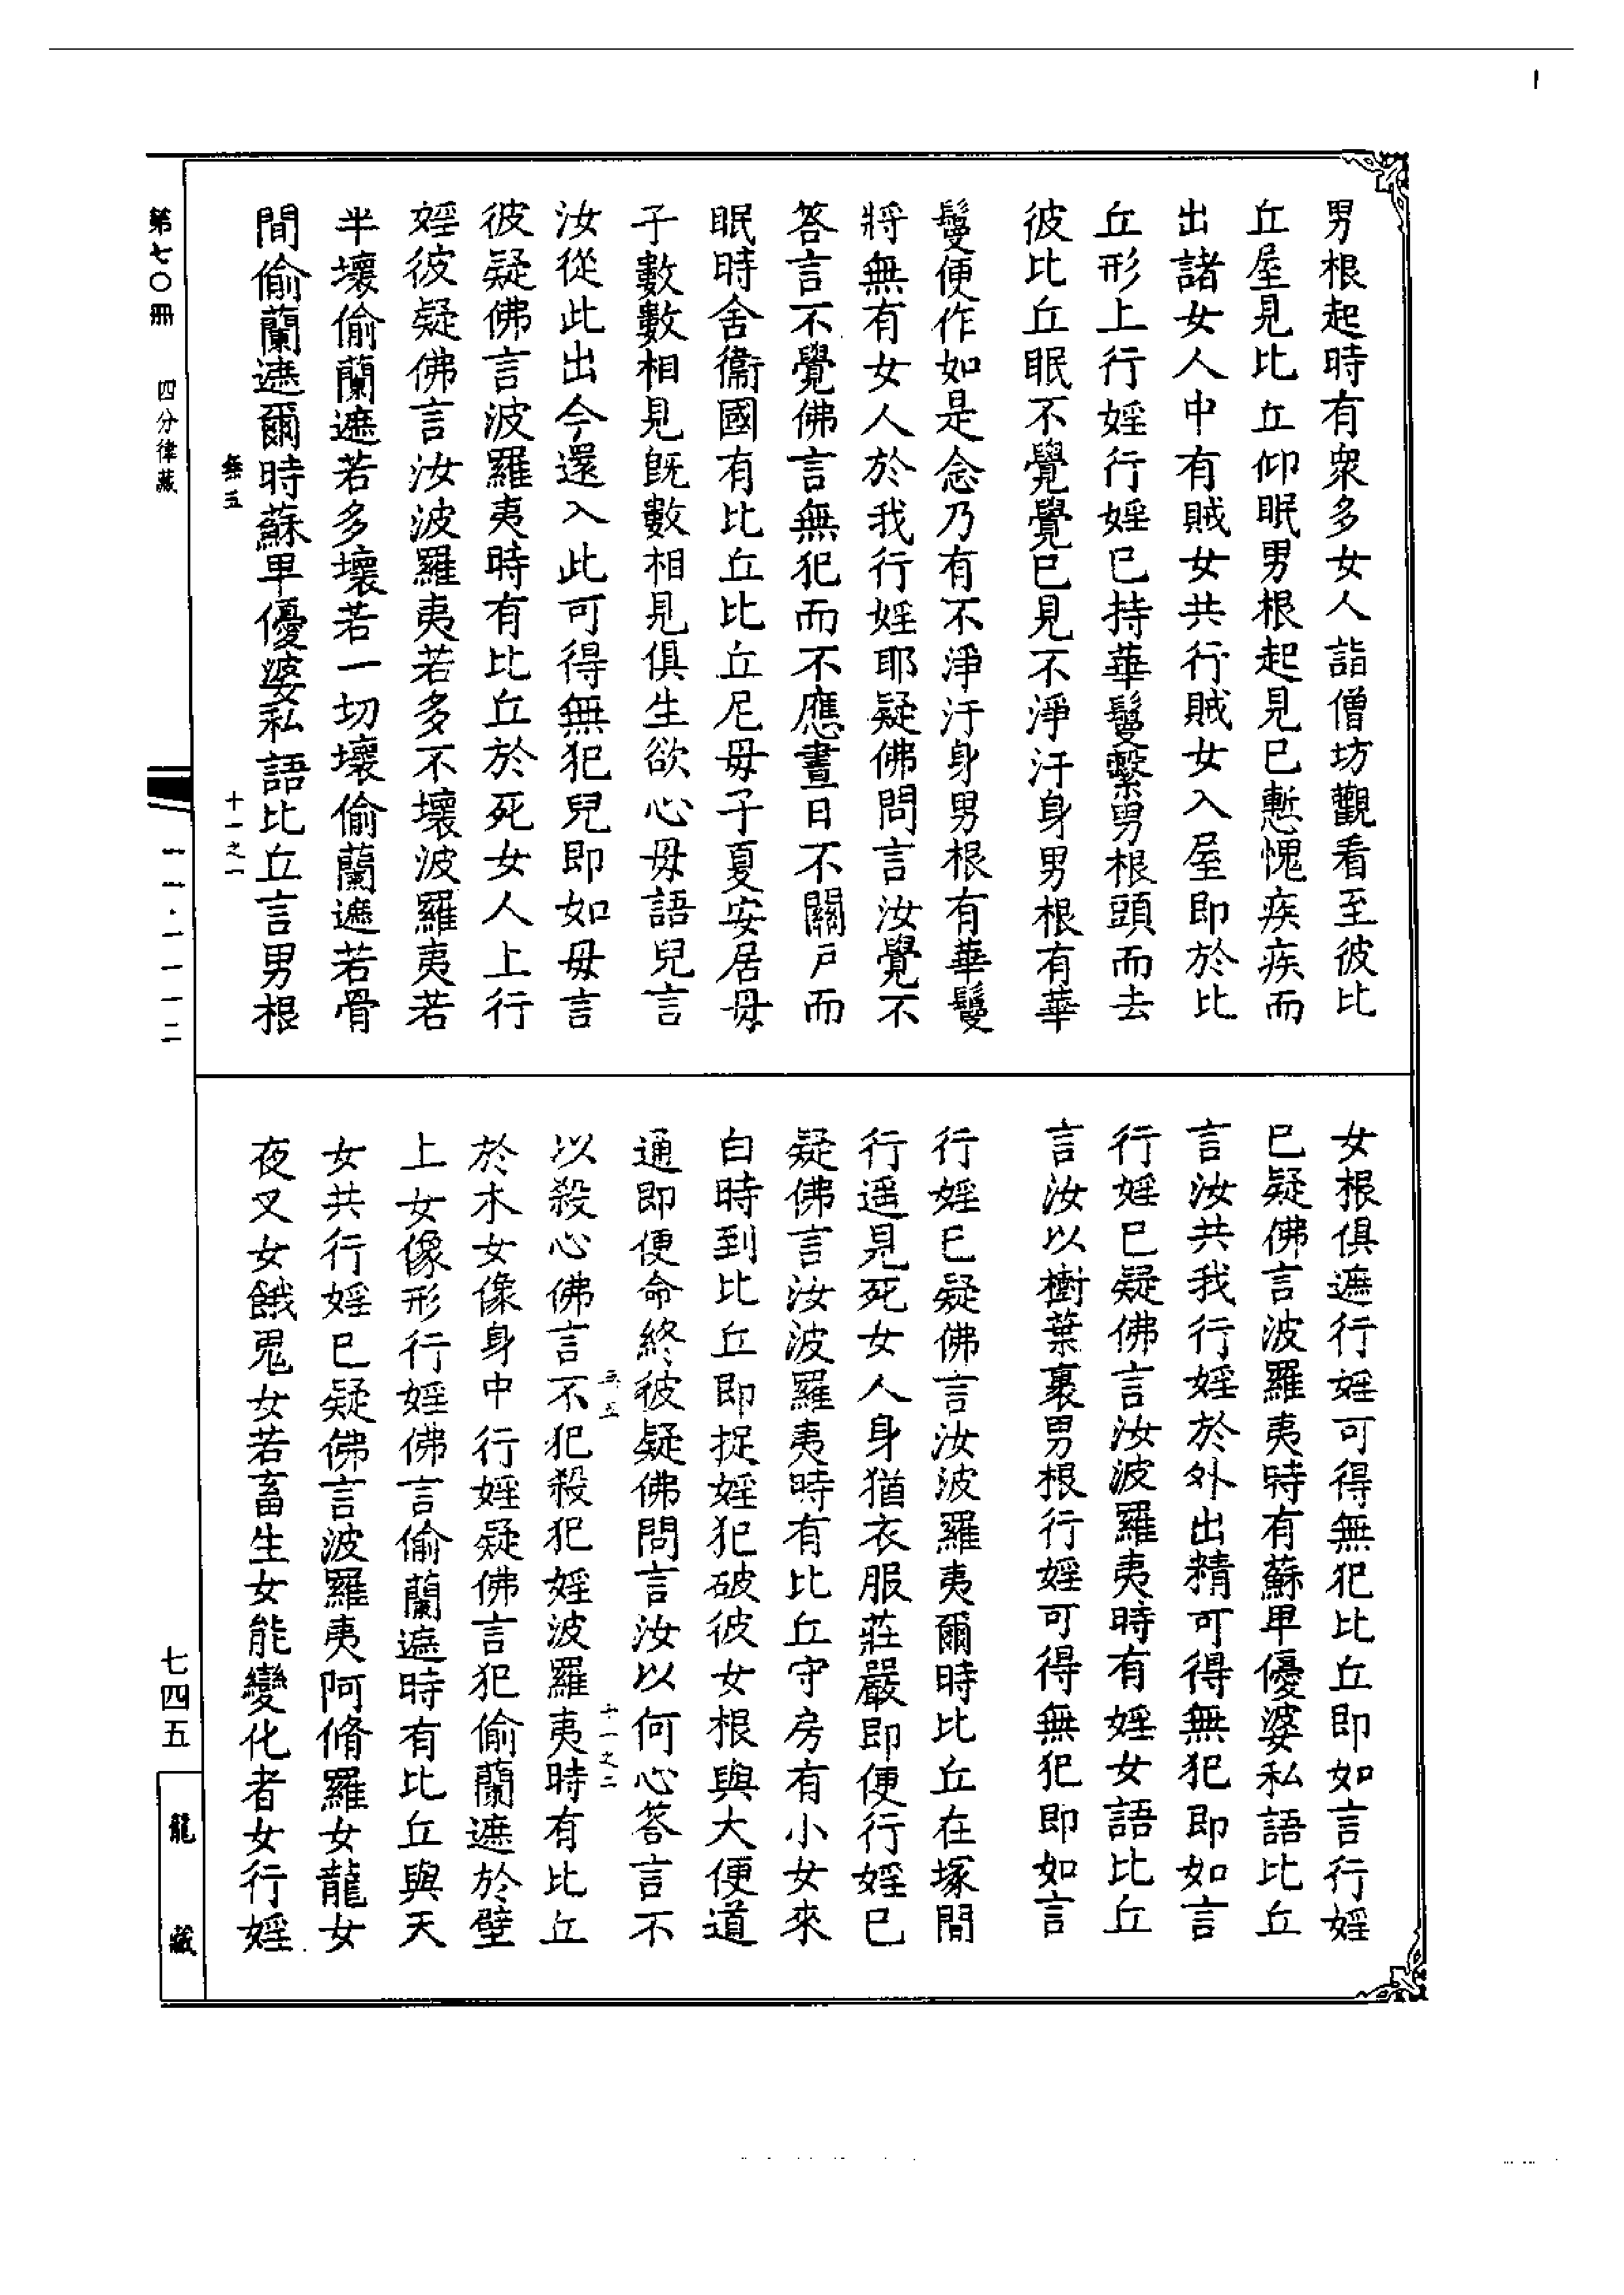 男根起時有衆多女人詣僧坊觀看至彼比
丘屋見比丘仰眠男根起見已慙愧疾疾而
出諸女人中有賊女共行賊女入屋即於比
丘形上行婬行婬已持華鬘繫男根頭而去
彼比丘眠不覺覺已見不淨汙身男根有華
鬘便作如是念乃有不淨汙身男根有華鬘
將無有女人於我行婬耶疑佛問言汝覺不
答言不覺佛言無犯而不應晝日不關戶而
眠時舍衞國有比丘比丘尼母子夏安居母
子數數相見旣數相見俱生欲心母語兒言
汝從此出今還入此可得無犯兒即如母言
彼疑佛言波羅夷時有比丘於死女人上行
婬彼疑佛言汝波羅夷若多不壞波羅夷若
半壞偷蘭遮若多壞若一切壞偷蘭遮若骨
間偷蘭遮爾時蘇卑優婆私語比丘言男根
無五
十一之一
女根俱遮行婬可得無犯比丘即如言行婬
已疑佛言波羅夷時有蘇卑優婆私語比丘
言汝共我行婬於外出精可得無犯即如言
行婬已疑佛言汝波羅夷時有婬女語比丘
言汝以樹葉裹男根行婬可得無犯即如言
行婬已疑佛言汝波羅夷爾時比丘在塚間
行遥見死女人身猶衣服莊嚴即便行婬已
疑佛言汝波羅夷時有比丘守房有小女來
白時到比丘即捉婬犯破彼女根與大便道
通即便命終彼疑佛問言汝以何心答言不
十一之二
以殺心佛言不犯殺犯婬波羅夷時有比丘
於木女像身中行婬疑佛言犯偷蘭遮於壁
上女像形行婬佛言偷蘭遮時有比丘與天
女共行婬已疑佛言波羅夷阿脩羅女龍女
夜叉女餓鬼女若畜生女能變化者女行婬
第七〇冊
四分律藏
七四五
龍藏